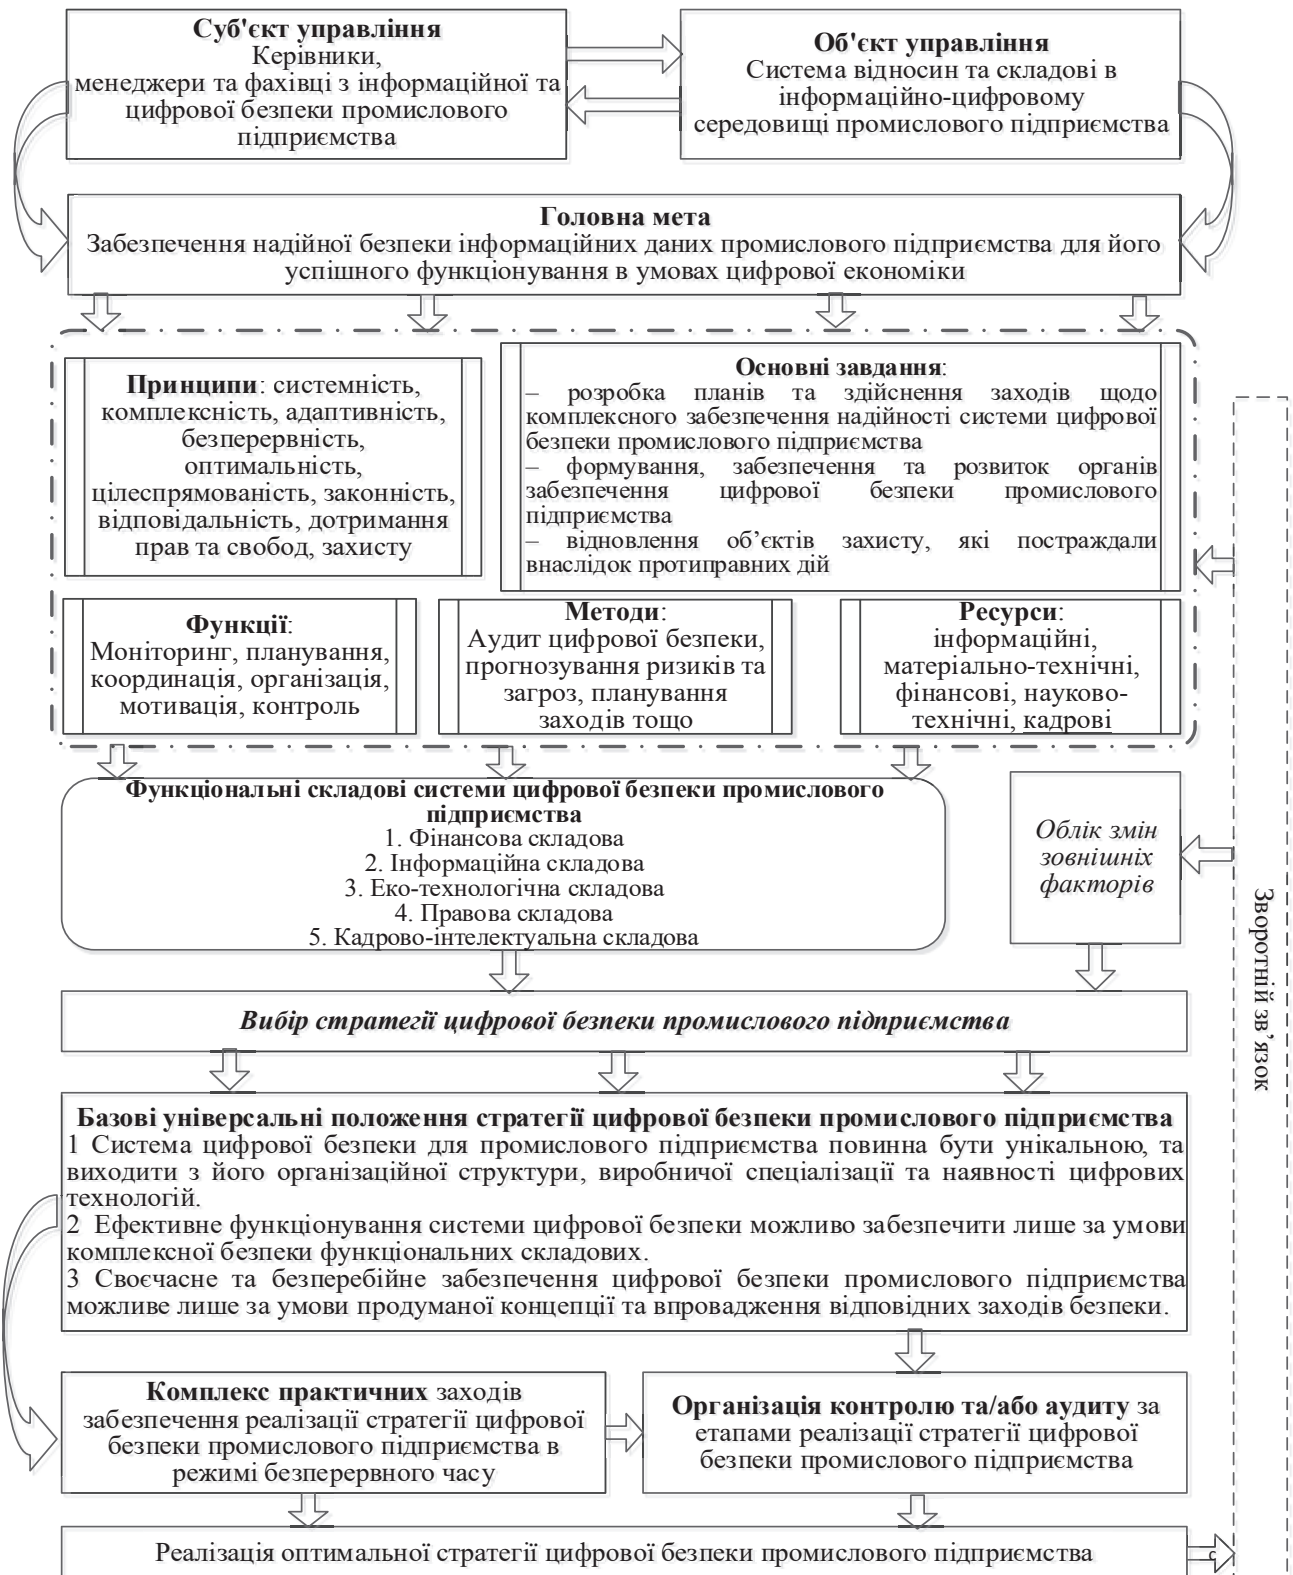 Суб'єкт управління
Керівники,
менеджери та фахівці з інформаційної та
цифрової безпеки промислового
підприємства
Об'єкт управління
Система відносин та складові в
інформаційно-цифровому
середовищі промислового підприємства
Головна мета
Забезпечення надійної безпеки інформаційних даних промислового підприємства для його
успішного функціонування в умовах цифрової економіки
Принципи: системність,
комплексність, адаптивність,
безперервність,
оптимальність,
цілеспрямованість, законність,
відповідальність, дотримання
прав та свобод, захисту
Основні завдання:
– розробка планів та здійснення заходів щодо
комплексного забезпечення надійності системи цифрової
безпеки промислового підприємства
– формування, забезпечення та розвиток органів
забезпечення цифрової безпеки промислового
підприємства
– відновлення об’єктів захисту, які постраждали
внаслідок протиправних дій
Функції:
Моніторинг, планування,
координація, організація,
мотивація, контроль
Методи:
Аудит цифрової безпеки,
прогнозування ризиків та
загроз, планування
заходів тощо
Ресурси:
інформаційні,
матеріально-технічні,
фінансові, науково-
технічні, кадрові
Функціональні складові системи цифрової безпеки промислового
підприємства
1. Фінансова складова
2. Інформаційна складова
3. Еко-технологічна складова
4. Правова складова
5. Кадрово-інтелектуальна складова
Облік змін
зовнішніх
факторів
Зворотній зв’язок
Вибір стратегії цифрової безпеки промислового підприємства
Базові універсальні положення стратегії цифрової безпеки промислового підприємства
1 Система цифрової безпеки для промислового підприємства повинна бути унікальною, та
виходити з його організаційної структури, виробничої спеціалізації та наявності цифрових
технологій.
2 Ефективне функціонування системи цифрової безпеки можливо забезпечити лише за умови
комплексної безпеки функціональних складових.
3 Своєчасне та безперебійне забезпечення цифрової безпеки промислового підприємства
можливе лише за умови продуманої концепції та впровадження відповідних заходів безпеки.
Комплекс практичних заходів
забезпечення реалізації стратегії цифрової
безпеки промислового підприємства в
режимі безперервного часу
Організація контролю та/або аудиту за
етапами реалізації стратегії цифрової
безпеки промислового підприємства
Реалізація оптимальної стратегії цифрової безпеки промислового підприємства